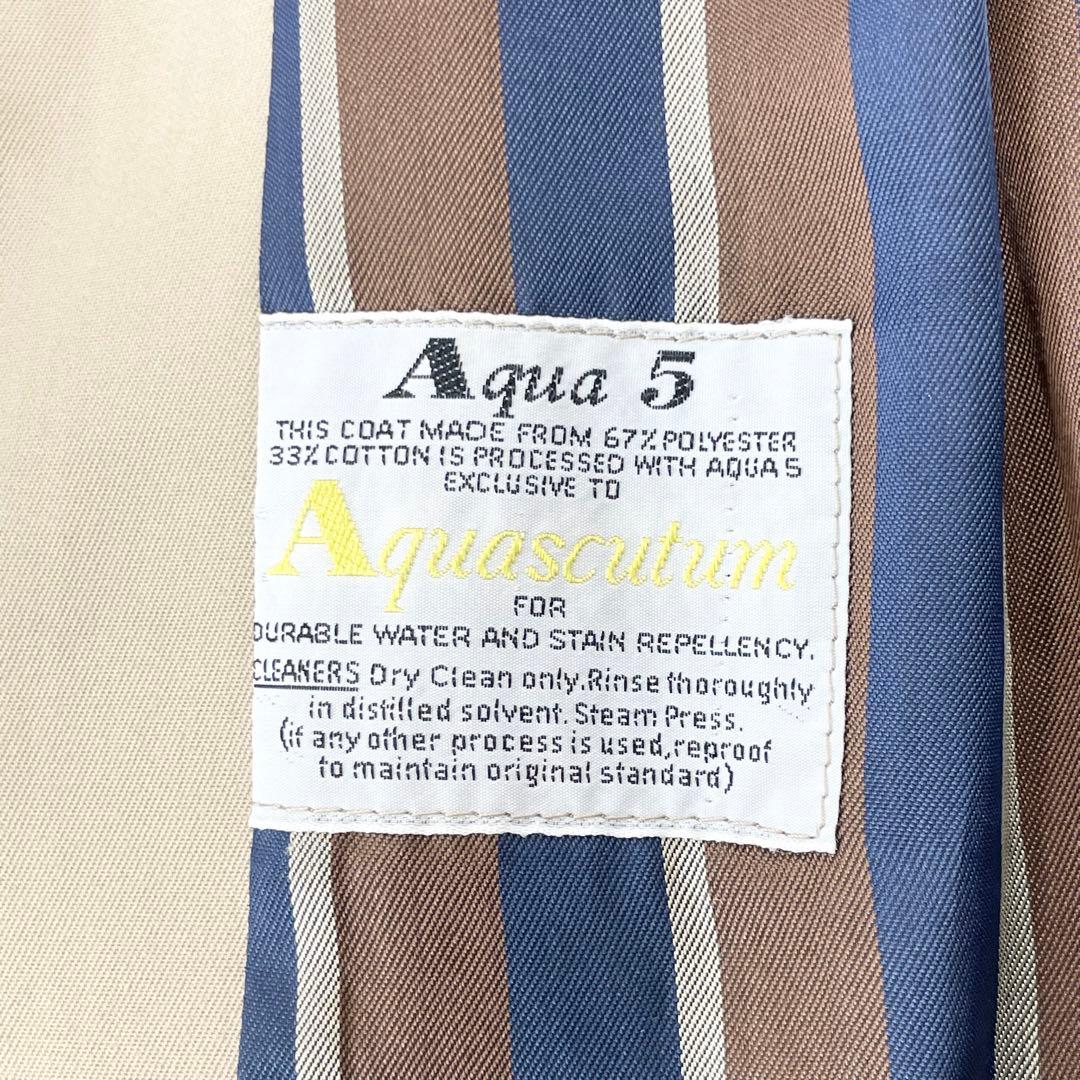 Aqua 5
THIS COAT MADE FROM 67% POLYESTER
33% COTTON IS PROCESSED WITH AQUA 5
EXCLUSIVE TO
Aquascutum
FOR
DURABLE WATER AND STAIN REPELLENCY.
CLEANERS Dry Clean only. Rinse thoroughly
in distilled solvent. Steam Press.
(if any other process is used, reproof
to maintain original standard)